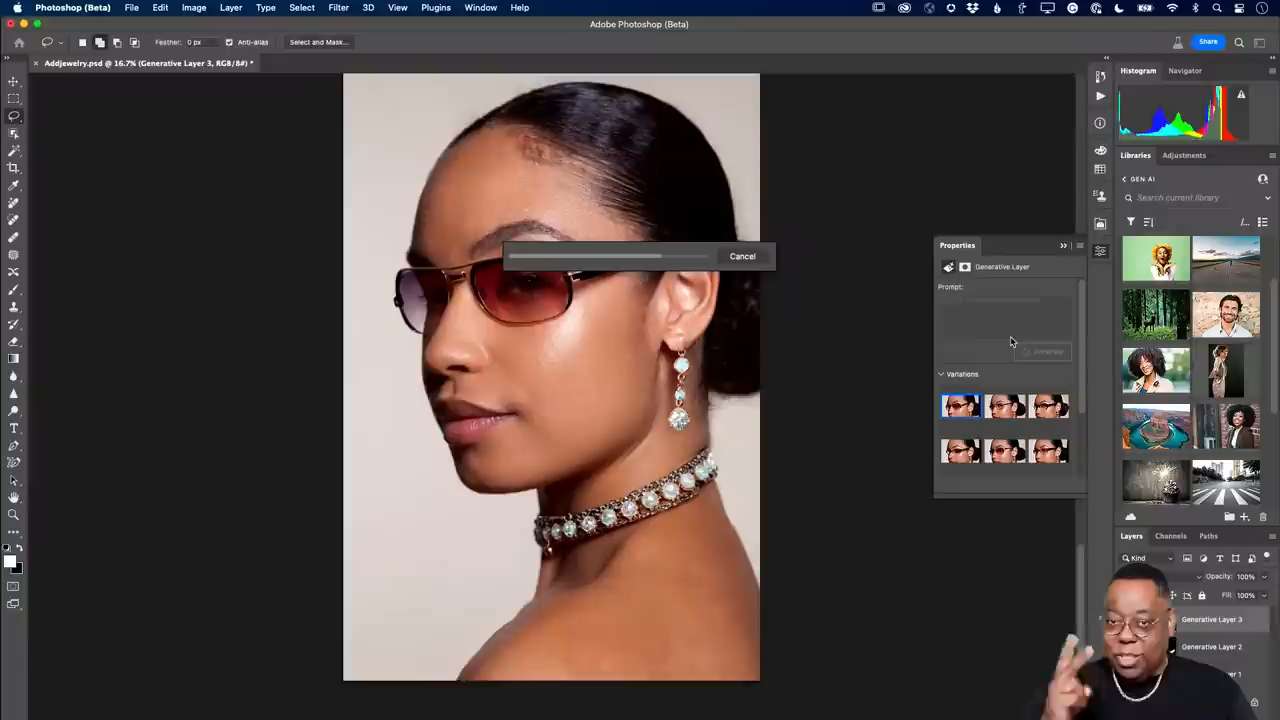 Photoshop (Beta) File Edit Image Layer Type Select Filter 3D View Plugins Window Help
Adobe Photoshop (Beta)
Feather: 0 px Anti-alias Select and Mask... Share
Addjewelry.psd @ 16.7% (Generative Layer 3, RGB/8#) *
Histogram Navigator
Libraries Adjustments
GEN AI
Search current library
Cancel
Properties
Generative Layer
Prompt:
Generate
Variations
Layers Channels Paths
Kind
Opacity: 100%
Fill: 100%
Generative Layer 3
Generative Layer 2